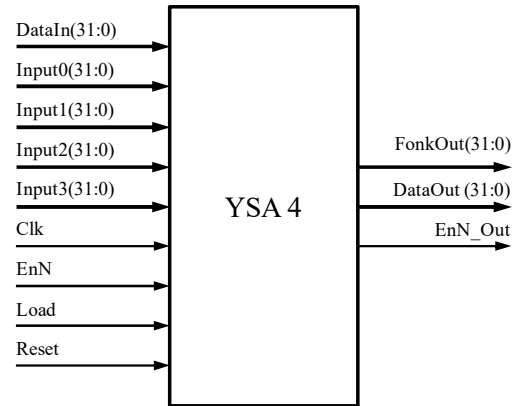 DataIn(31:0)
Input0(31:0)
Input1(31:0)
Input2(31:0)
Input3(31:0)
Clk
EnN
Load
Reset
YSA 4
FonkOut(31:0)
DataOut (31:0)
EnN_Out